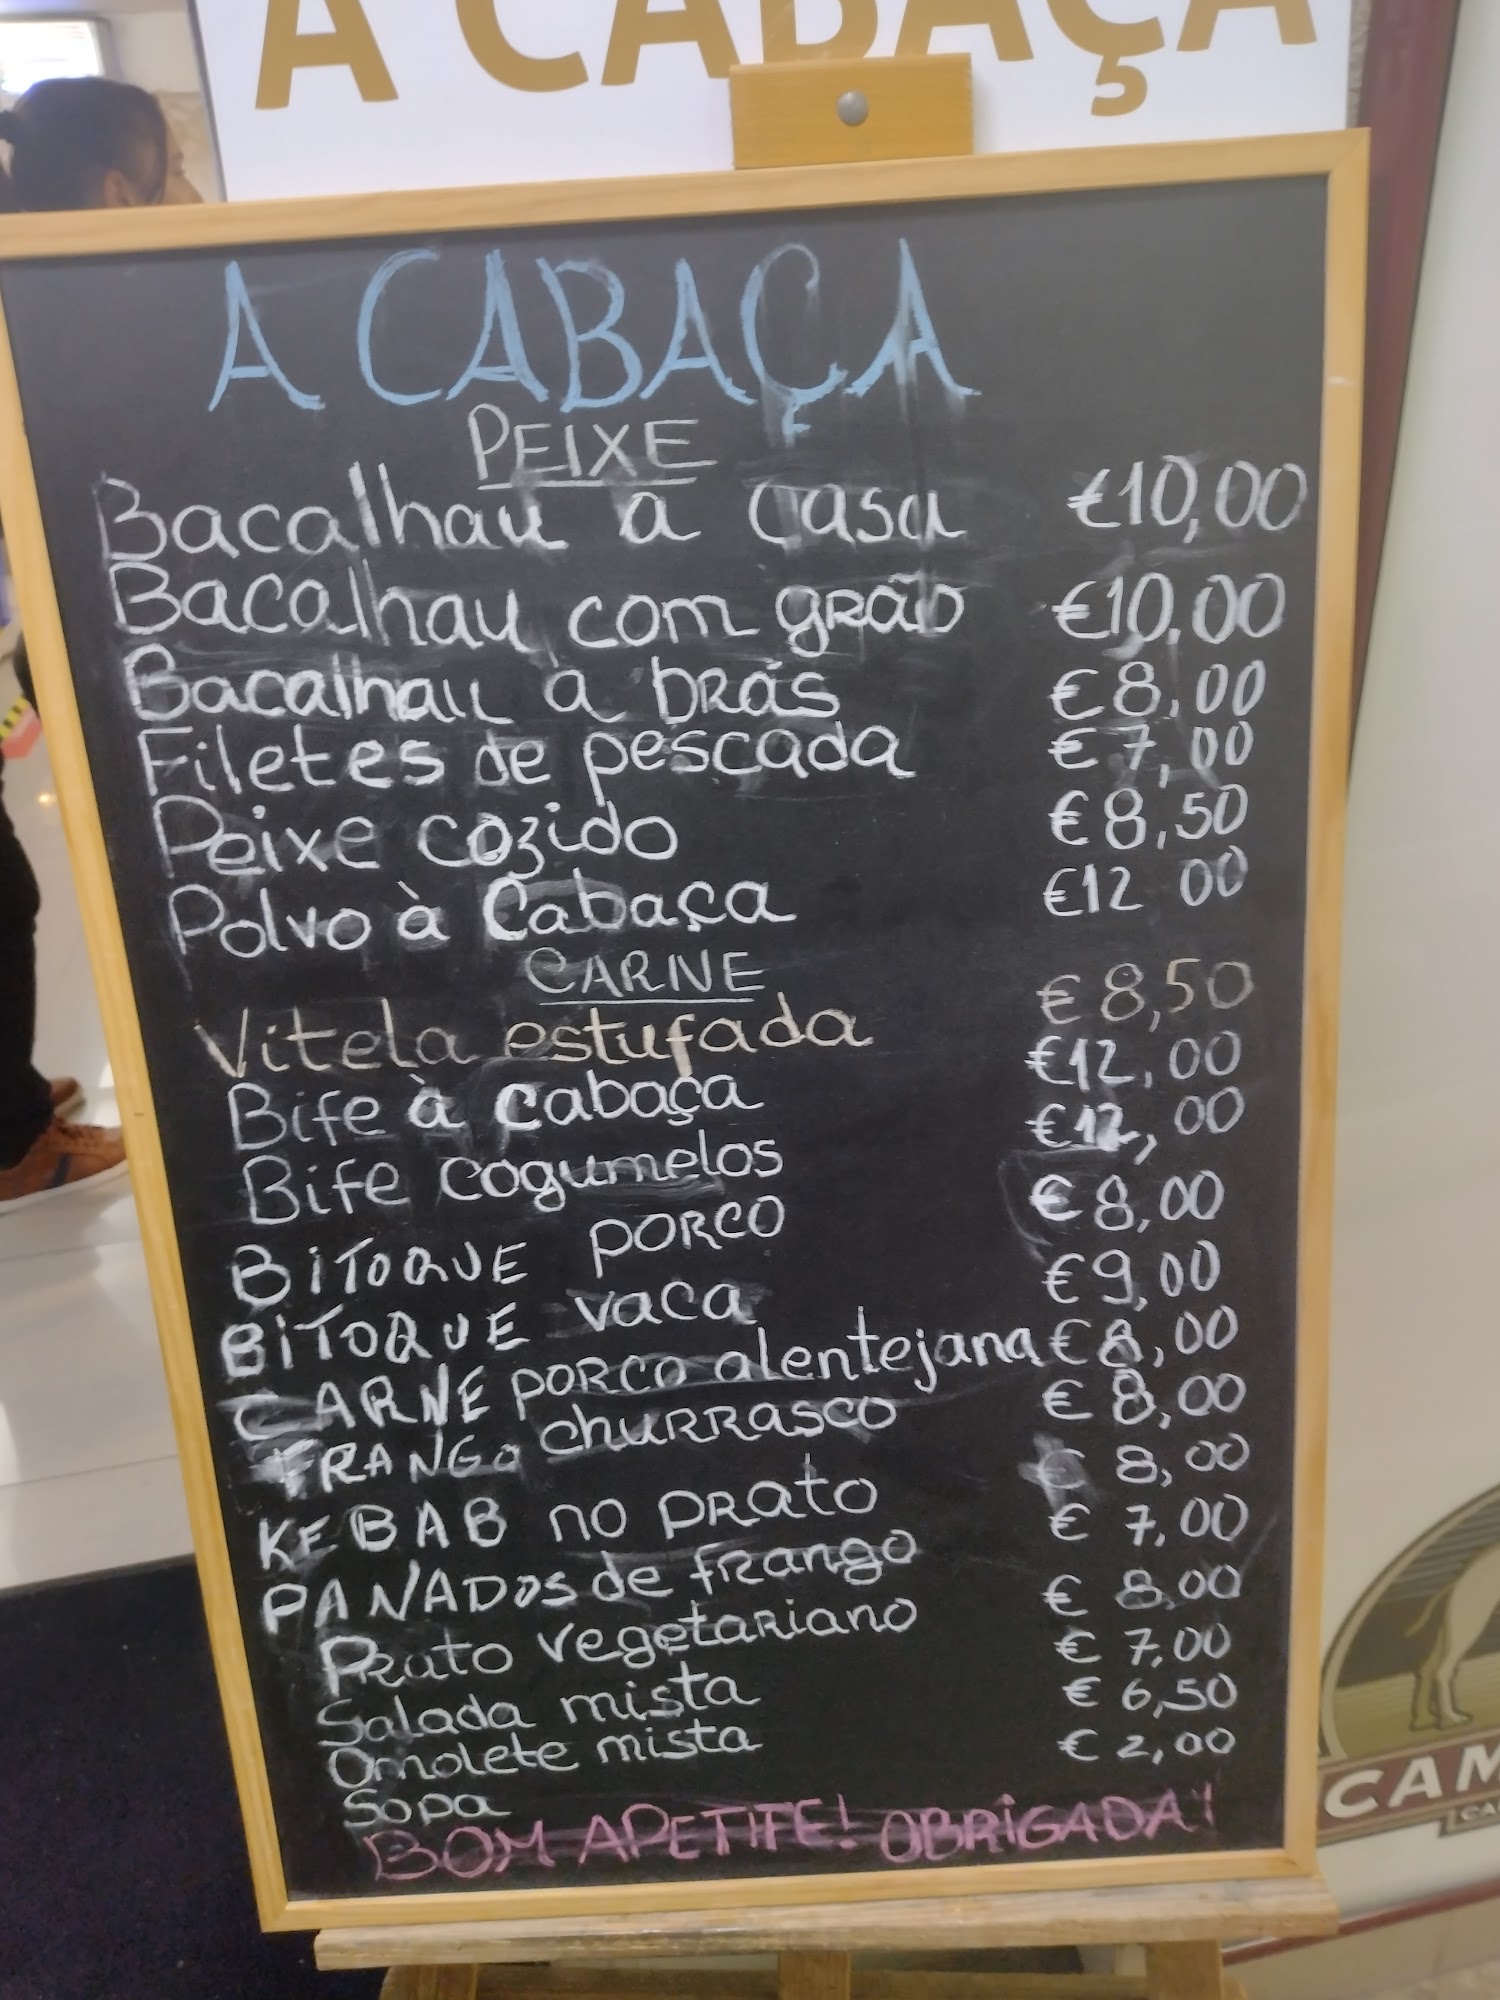 A CABAÇA
A CABAÇA
PEIXE
Bacalhau a casa €10,00
Bacalhau com grão €10,00
Bacalhau à brás €8,00
Filetes de pescada €7,00
Peixe cozido €8,50
Polvo à Cabaça €12 00
CARNE
Vitela estufada €8,50
Bife à cabaça €12,00
Bife cogumelos €12,00
BiTOQUE PORCO €8,00
BiTOQUE vaca €9,00
CARNE PORCO alentejana €8,00
FRANGO churrasco €8,00
KEBAB no prato € 8,00
PANADOS de frango € 7,00
Prato vegetariano € 8,00
Salada mista € 7,00
Omolete mista € 6,50
Sopa € 2,00
BOM APETITE! OBRiGADA!
CAM